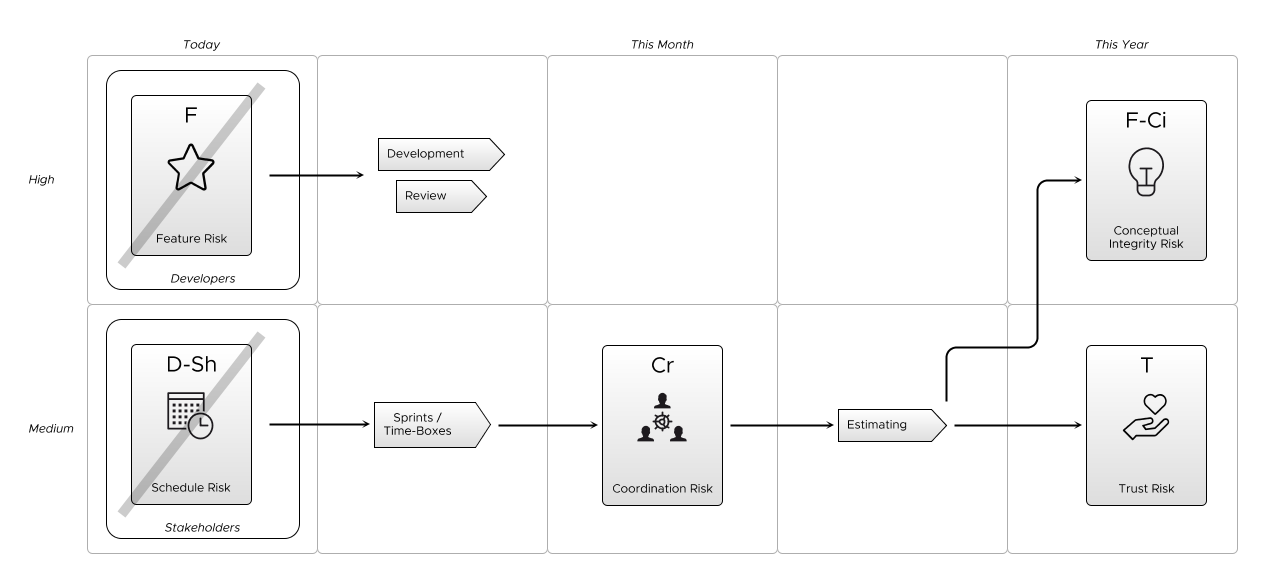 Today
This Month
This Year
High
F
Feature Risk
Developers
Development
Review
F-Ci
Conceptual
Integrity Risk
Medium
D-Sh
Schedule Risk
Stakeholders
Sprints /
Time-Boxes
Cr
Coordination Risk
Estimating
T
Trust Risk